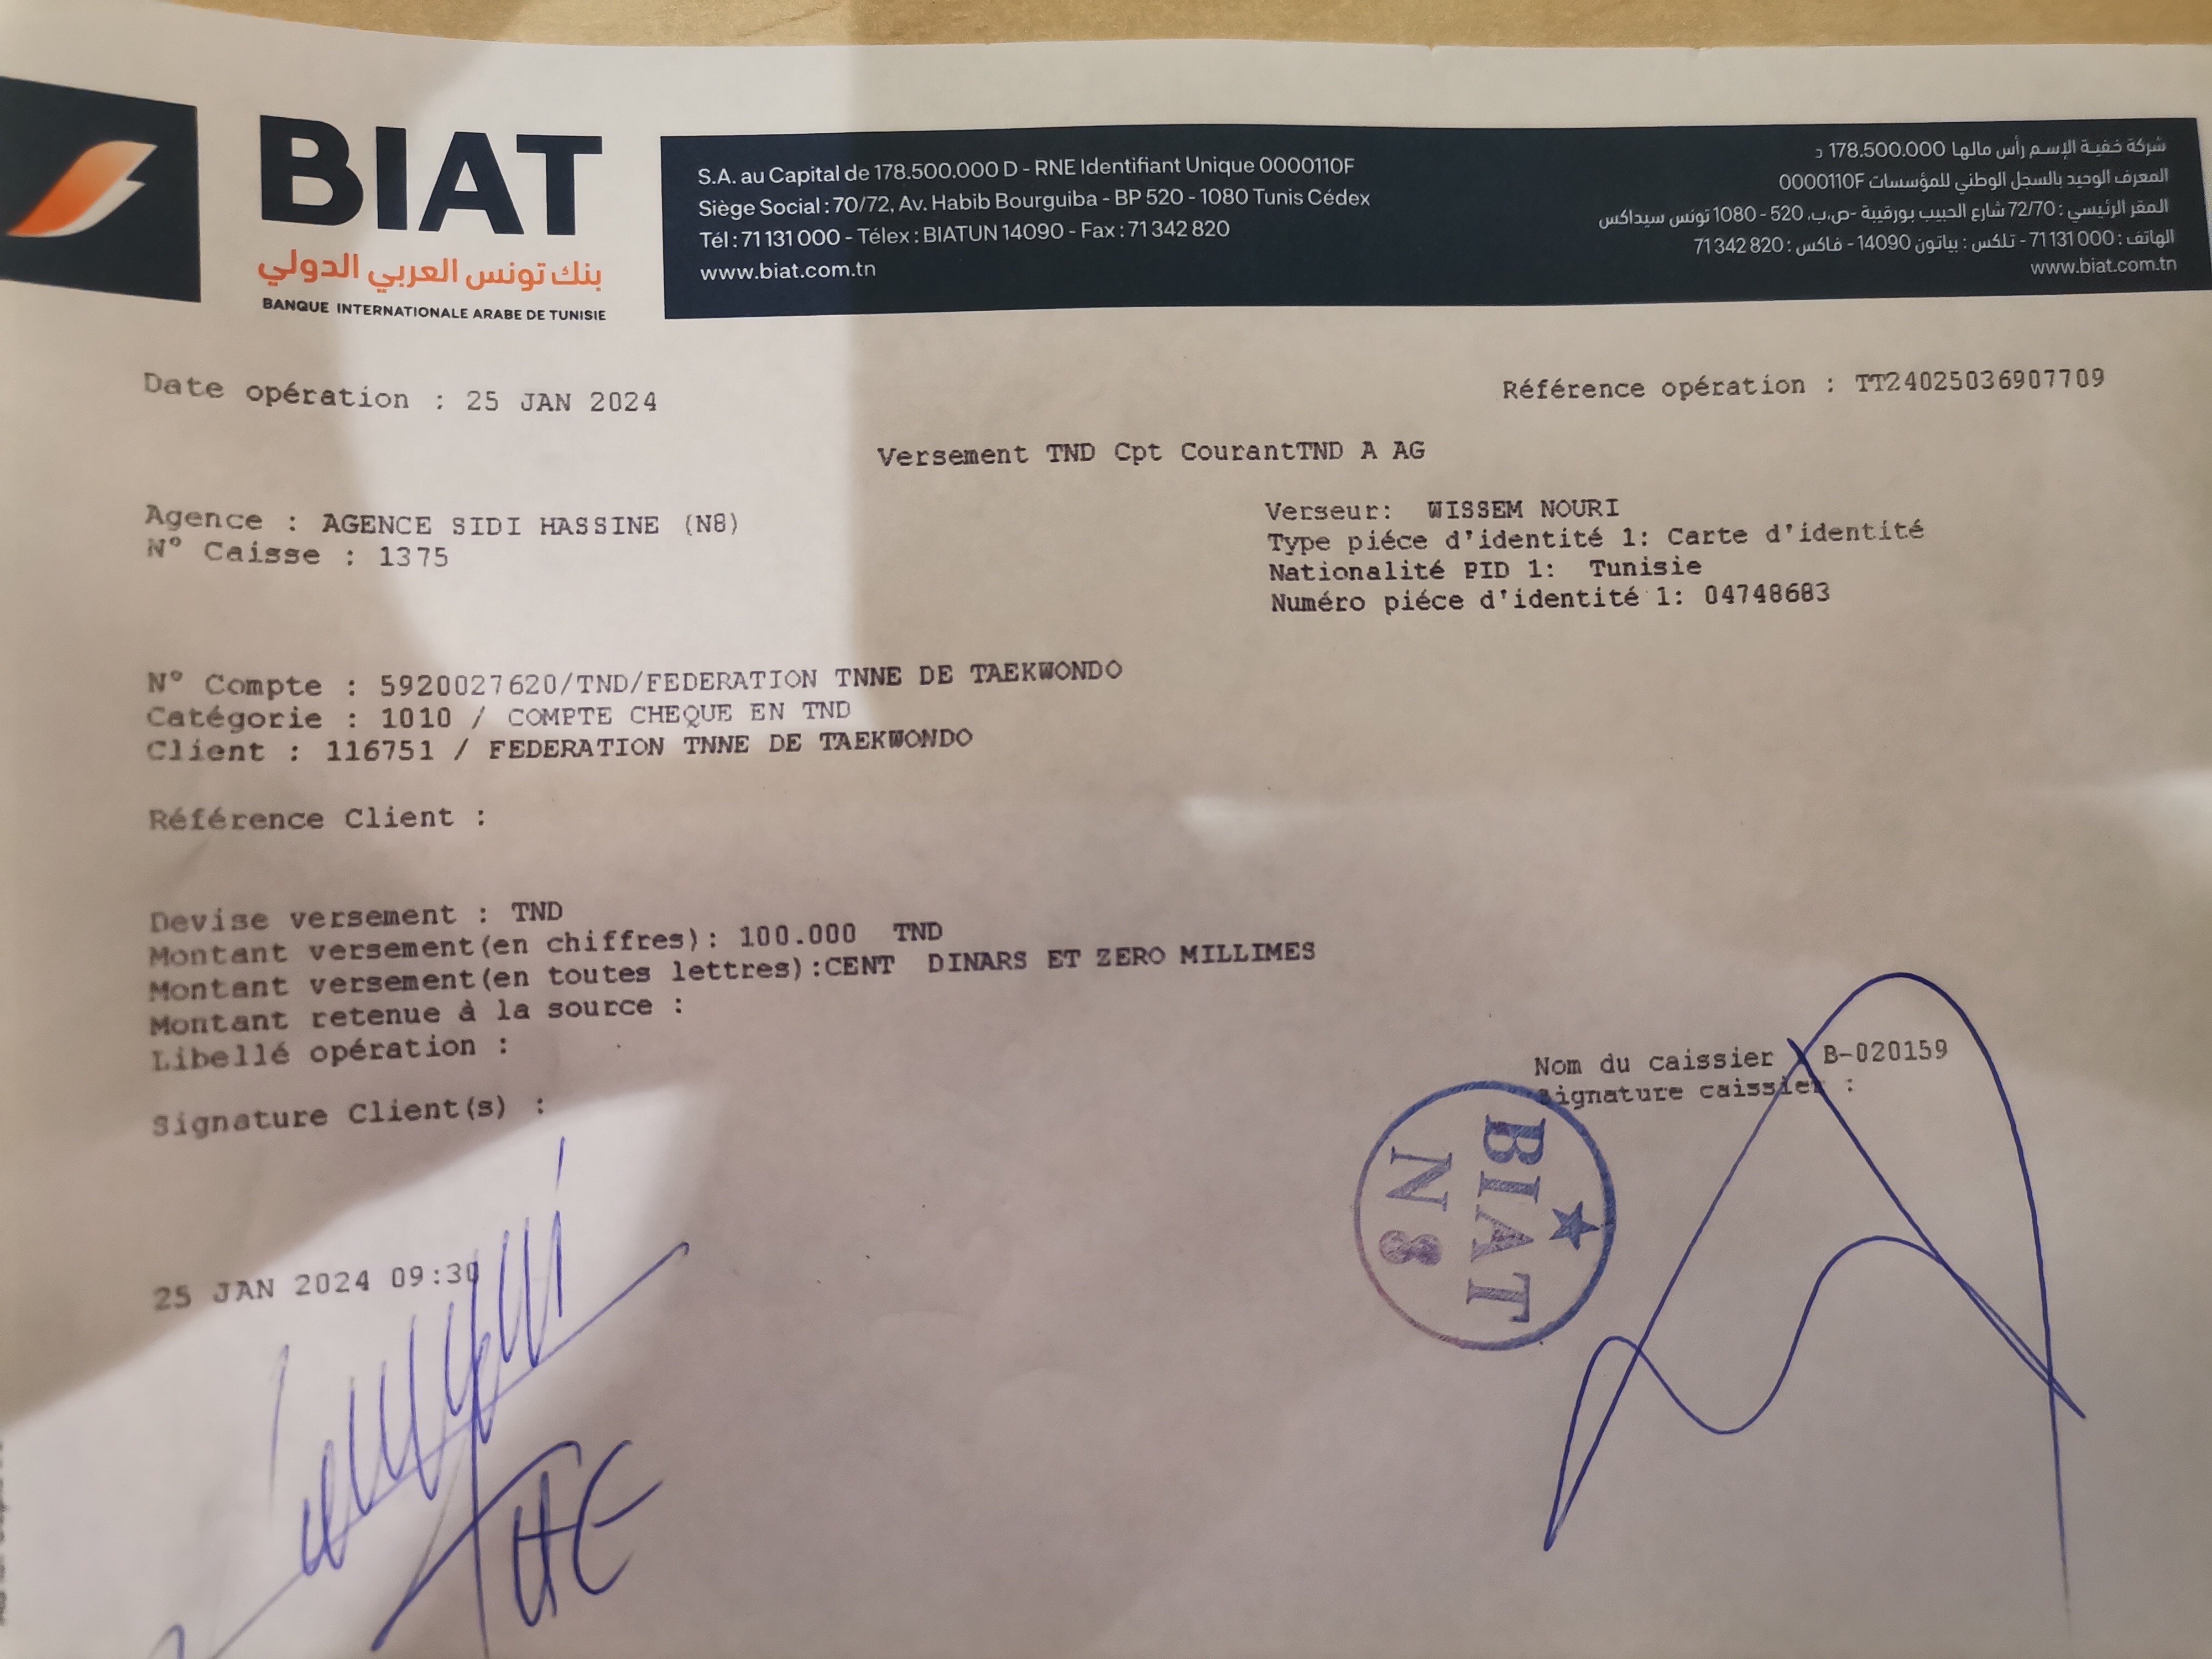 BIAT
بنك تونس العربي الدولي
BANQUE INTERNATIONALE ARABE DE TUNISIE
S.A. au Capital de 178.500.000 D - RNE Identifiant Unique 0000110F
Siège Social : 70/72, Av. Habib Bourguiba - BP 520 - 1080 Tunis Cédex
Tél : 71 131 000 - Télex : BIATUN 14090 - Fax : 71 342 820
www.biat.com.tn
شركة خفية الإسم رأس مالها 178.500.000 د
المعرف الوحيد بالسجل الوطني للمؤسسات 0000110F
المقر الرئيسي : 72/70 شارع الحبيب بورقيبة -ص.ب. 520 - 1080 تونس سيداكس
الهاتف : 71 131 000 - تلكس : بياتون 14090 - فاكس : 71 342 820
www.biat.com.tn
Date opération : 25 JAN 2024
Référence opération : TT24025036907709
Versement TND Cpt CourantTND A AG
Agence : AGENCE SIDI HASSINE (N8)
N° Caisse : 1375
Verseur: WISSEM NOURI
Type piéce d'identité 1: Carte d'identité
Nationalité PID 1: Tunisie
Numéro piéce d'identité 1: 04748683
N° Compte : 5920027620/TND/FEDERATION TNNE DE TAEKWONDO
Catégorie : 1010 / COMPTE CHEQUE EN TND
Client : 116751 / FEDERATION TNNE DE TAEKWONDO
Référence Client :
Devise versement : TND
Montant versement(en chiffres): 100.000 TND
Montant versement(en toutes lettres):CENT DINARS ET ZERO MILLIMES
Montant retenue à la source :
Libellé opération :
Nom du caissier B-020159
Signature caissier :
Signature Client(s) :
BIAT
N8
25 JAN 2024 09:30